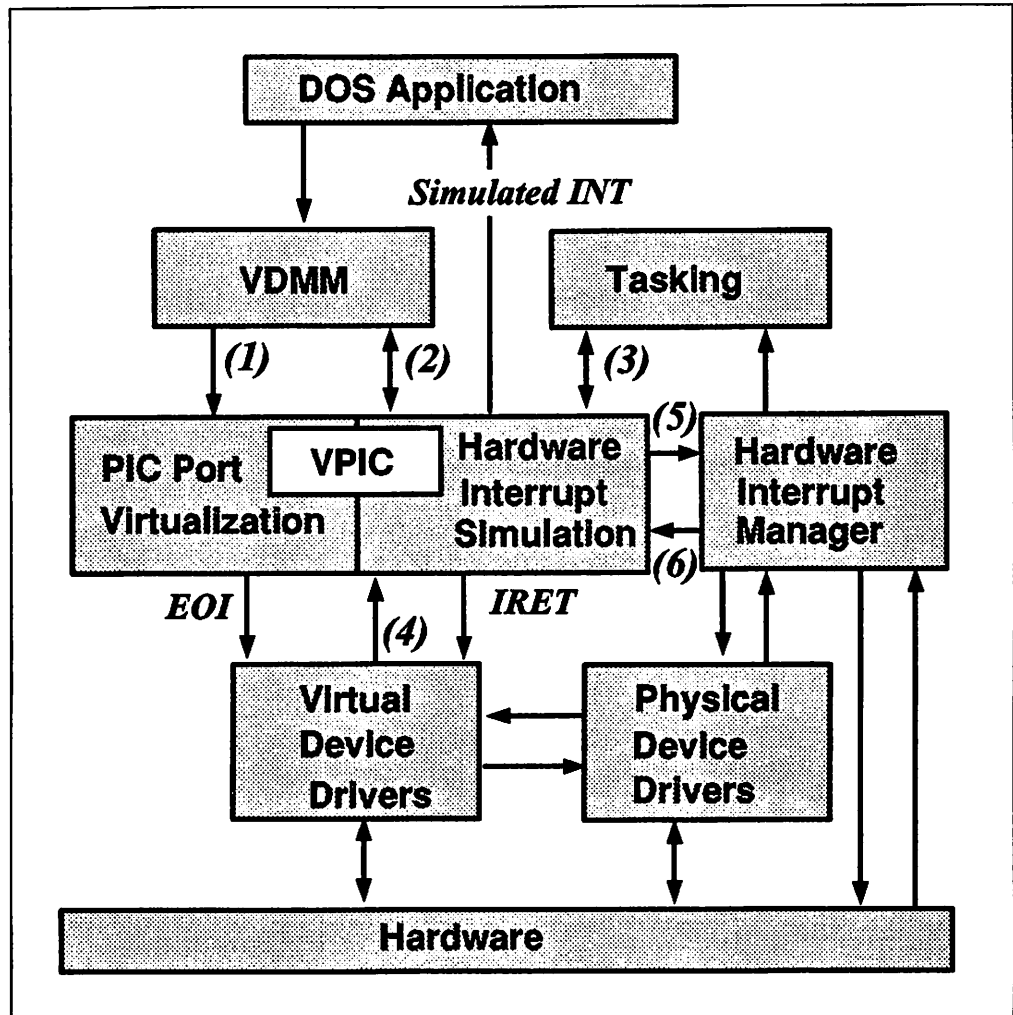 DOS Application
Simulated INT
VDMM
Tasking
(1)
(2)
(3)
(5)
PIC Port
Virtualization
VPIC
Hardware
Interrupt
Simulation
Hardware
Interrupt
Manager
(6)
EOI
(4)
IRET
Virtual
Device
Drivers
Physical
Device
Drivers
Hardware